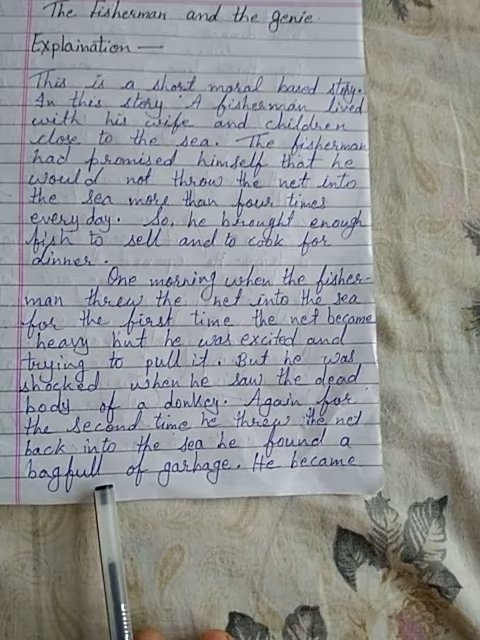 The Fisherman and the genie.
Explaination —
This is a short moral based story.
In this story A fisherman lived
with his wife and children
close to the sea. The fisherman
had promised himself that he
would not throw the net into
the sea more than four times
every day. So, he brought enough
fish to sell and to cook for
dinner.
One morning when the fisher-
man threw the net into the sea
for the first time the net became
heavy but he was excited and
trying to pull it. But he was
shocked when he saw the dead
body of a donkey. Again for
the second time he threw the net
back into the sea he found a
bagfull of garbage. He became